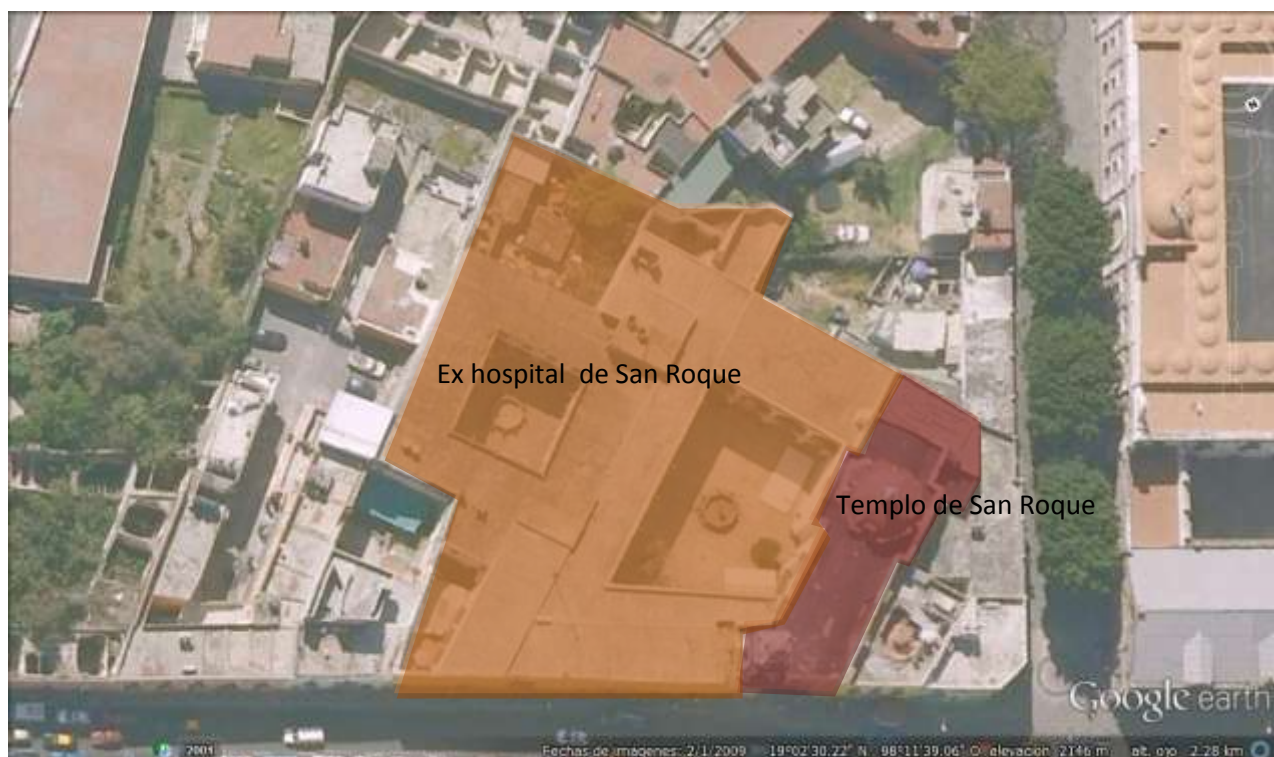 Ex hospital de San Roque
Templo de San Roque
Google earth
2001
Fechas de imágenes: 2/1/2009 19°02'30.22" N 98°11'39.06" O elevación 2146 m alt. ojo 2.28 km